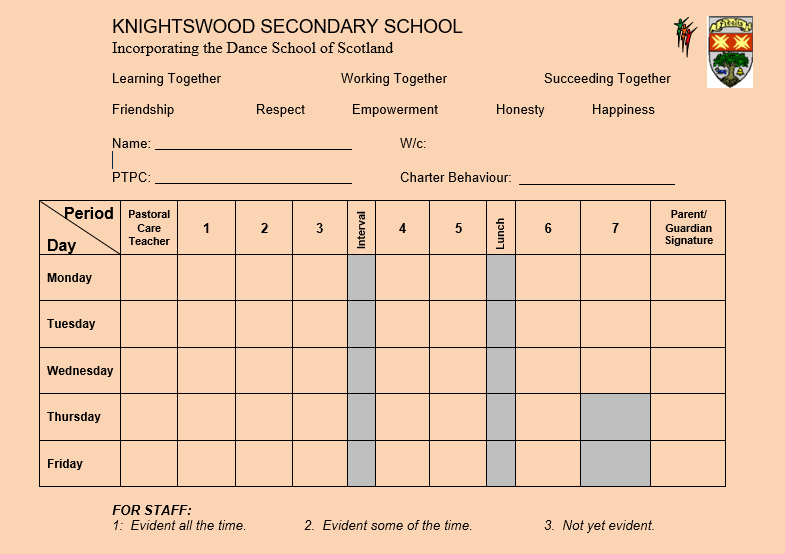 KNIGHTSWOOD SECONDARY SCHOOL
Incorporating the Dance School of Scotland
Learning Together Working Together Succeeding Together
Friendship Respect Empowerment Honesty Happiness
Name: W/c:
PTPC: Charter Behaviour:
Period
Day
Pastoral Care Teacher 1 2 3 Interval 4 5 Lunch 6 7 Parent/ Guardian Signature
Monday
Tuesday
Wednesday
Thursday
Friday
FOR STAFF:
1: Evident all the time. 2. Evident some of the time. 3. Not yet evident.